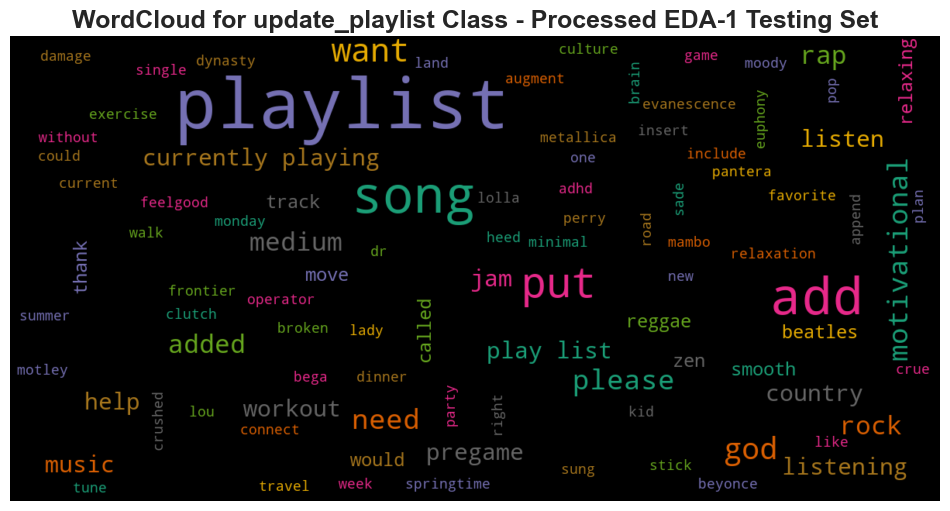 WordCloud for update_playlist Class - Processed EDA-1 Testing Set
damage
single
dynasty
want
land
culture
augment
brain
game
moody
pop
rap
relaxing
playlist
exercise
without
could
current
currently playing
metallica
evanescence
insert
euphony
listen
include
pantera
one
adhd
favorite
feelgood
track
song
lolla
sade
append
motivational
plan
monday
walk
medium
dr
heed
minimal
perry
road
mambo
relaxation
thank
move
jam
put
new
add
frontier
operator
summer
clutch
broken
lady
called
reggae
beatles
added
play list
zen
smooth
crue
motley
bega
dinner
please
country
help
crushed
lou
workout
connect
need
party
right
kid
rock
like
music
would
pregame
sung
stick
god
listening
tune
travel
week
springtime
beyonce